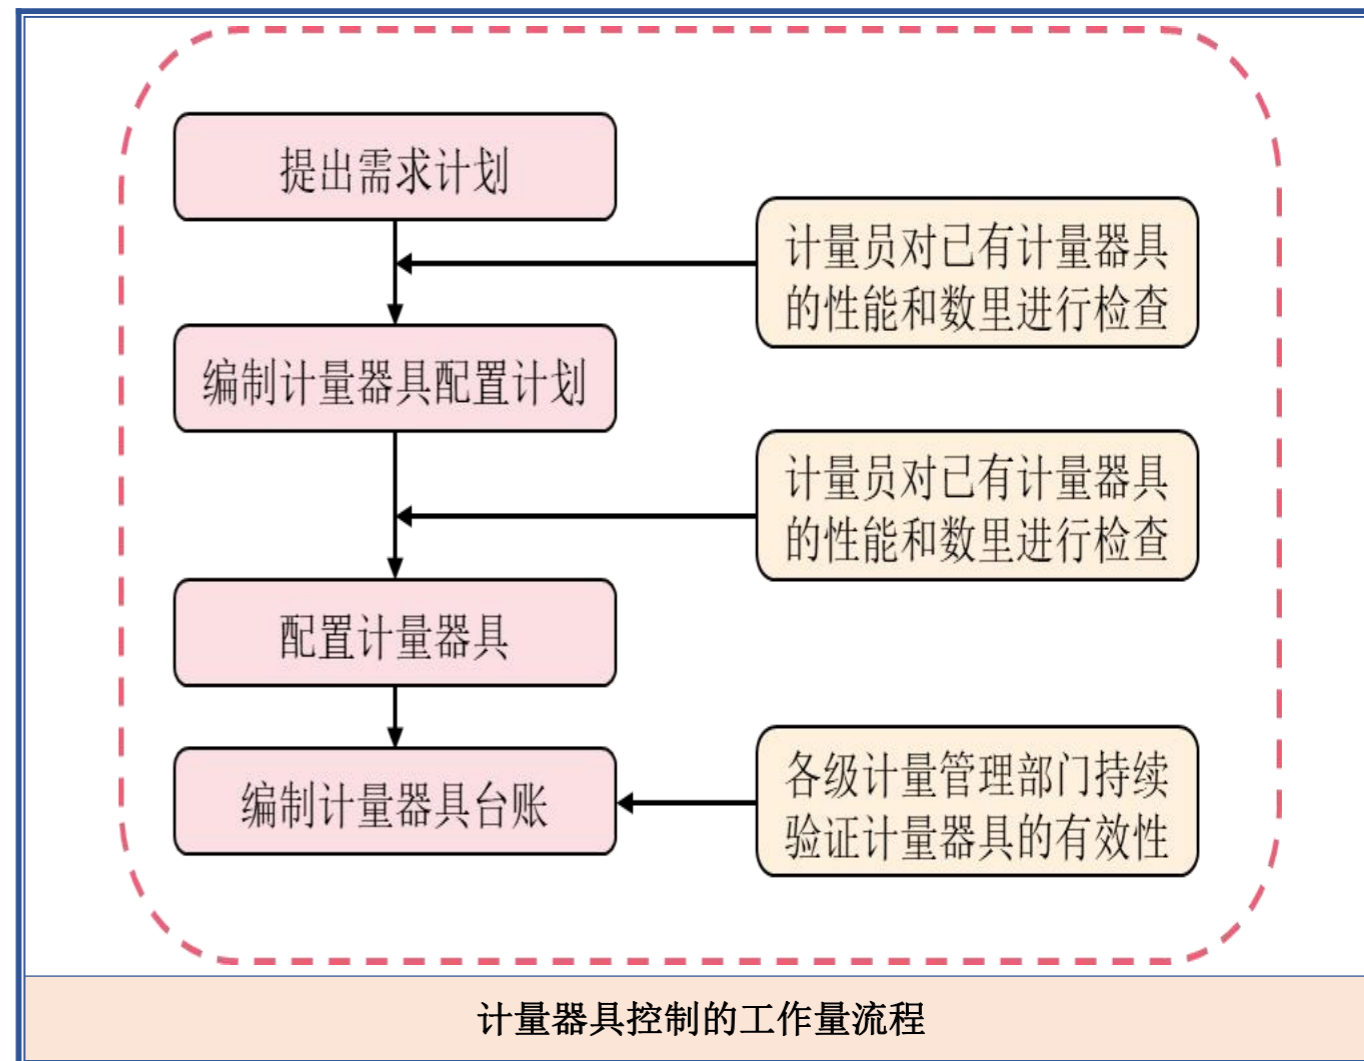 提出需求计划
计量员对已有计量器具
的性能和数里进行检查
编制计量器具配置计划
计量员对已有计量器具
的性能和数里进行检查
配置计量器具
编制计量器具台账
各级计量管理部门持续
验证计量器具的有效性
计量器具控制的工作量流程